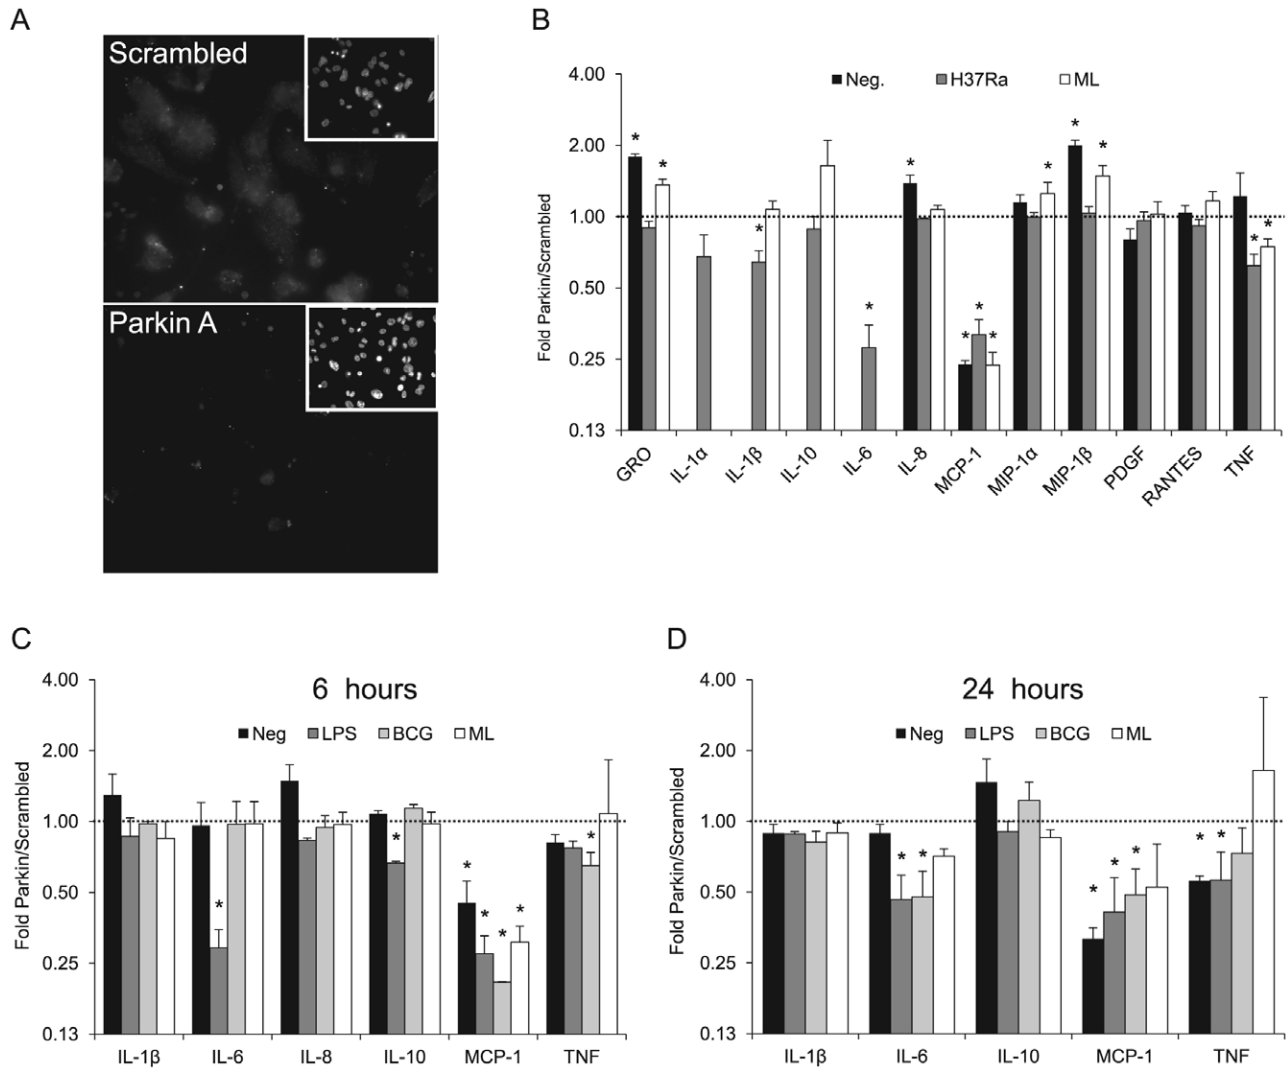 A
Scrambled
Parkin A
B
4.00
2.00
1.00
0.50
0.25
0.13
Fold Parkin/Scrambled
Neg. H37Ra ML
* * * * * * * * * * * * * *
GRO IL-1α IL-1β IL-10 IL-6 IL-8 MCP-1 MIP-1α MIP-1β PDGF RANTES TNF
C
6 hours
4.00
2.00
1.00
0.50
0.25
0.13
Fold Parkin/Scrambled
Neg LPS BCG ML
* * * * * * *
IL-1β IL-6 IL-8 IL-10 MCP-1 TNF
D
24 hours
4.00
2.00
1.00
0.50
0.25
0.13
Fold Parkin/Scrambled
Neg LPS BCG ML
* * * * * * *
IL-1β IL-6 IL-10 MCP-1 TNF